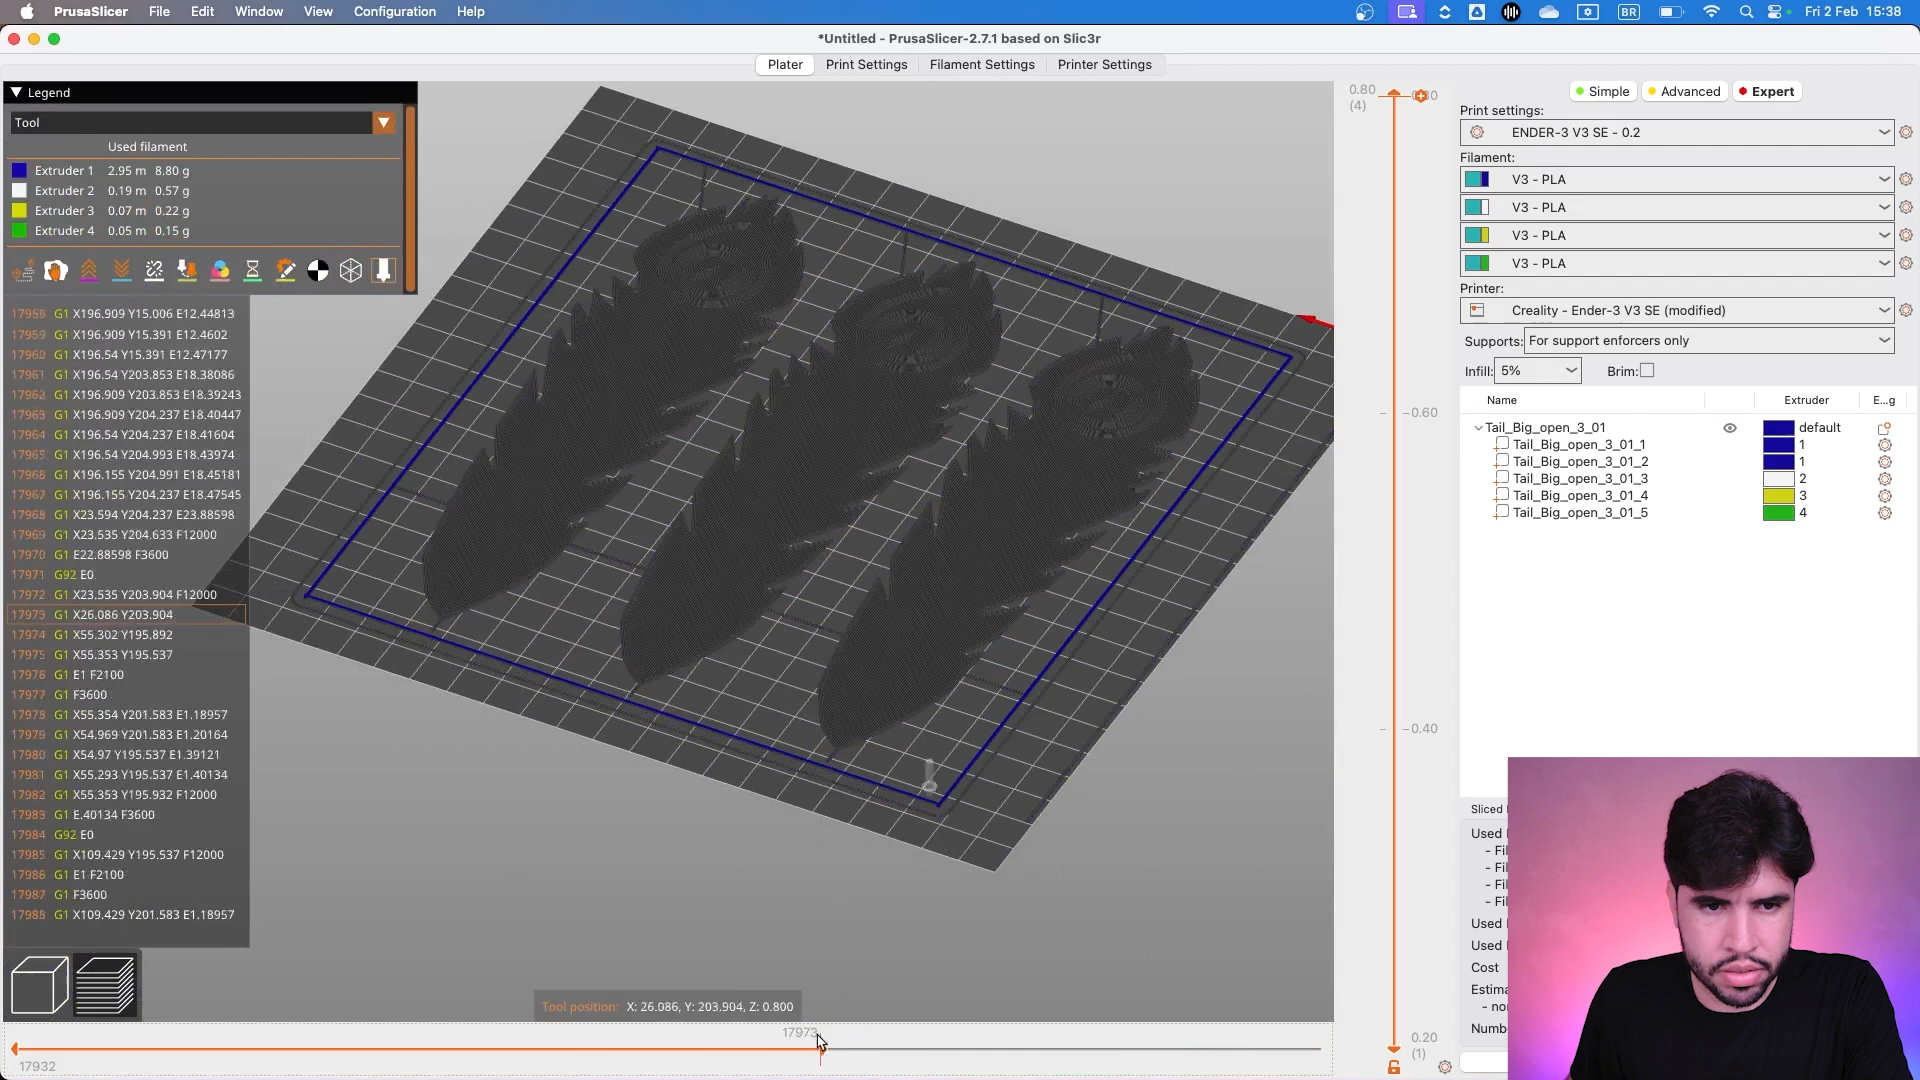 PrusaSlicer File Edit Window View Configuration Help
BR Fri 2 Feb 15:38
*Untitled - PrusaSlicer-2.7.1 based on Slic3r
Plater Print Settings Filament Settings Printer Settings
Legend
Tool
Used filament
Extruder 1 2.95 m 8.80 g
Extruder 2 0.19 m 0.57 g
Extruder 3 0.07 m 0.22 g
Extruder 4 0.05 m 0.15 g
17958 G1 X196.909 Y15.006 E12.44813
17959 G1 X196.909 Y15.391 E12.4602
17960 G1 X196.54 Y15.391 E12.47177
17961 G1 X196.54 Y203.853 E18.38086
17962 G1 X196.909 Y203.853 E18.39243
17963 G1 X196.909 Y204.237 E18.40447
17964 G1 X196.54 Y204.237 E18.41604
17965 G1 X196.54 Y204.993 E18.43974
17966 G1 X196.155 Y204.991 E18.45181
17967 G1 X196.155 Y204.237 E18.47545
17968 G1 X23.594 Y204.237 E23.88598
17969 G1 X23.535 Y204.633 F12000
17970 G1 E22.88598 F3600
17971 G92 E0
17972 G1 X23.535 Y203.904 F12000
17973 G1 X26.086 Y203.904
17974 G1 X55.302 Y195.892
17975 G1 X55.353 Y195.537
17976 G1 E1 F2100
17977 G1 F3600
17978 G1 X55.354 Y201.583 E1.18957
17979 G1 X54.969 Y201.583 E1.20164
17980 G1 X54.97 Y195.537 E1.39121
17981 G1 X55.293 Y195.537 E1.40134
17982 G1 X55.353 Y195.932 F12000
17983 G1 E.40134 F3600
17984 G92 E0
17985 G1 X109.429 Y195.537 F12000
17986 G1 E1 F2100
17987 G1 F3600
17988 G1 X109.429 Y201.583 E1.18957
Tool position: X: 26.086, Y: 203.904, Z: 0.800
17973
17932
0.80
(4)
0.60
0.40
0.20
(1)
Simple Advanced Expert
Print settings:
ENDER-3 V3 SE - 0.2
Filament:
V3 - PLA
V3 - PLA
V3 - PLA
V3 - PLA
Printer:
Creality - Ender-3 V3 SE (modified)
Supports: For support enforcers only
Infill: 5% Brim:
Name Extruder E...g
Tail_Big_open_3_01 default
Tail_Big_open_3_01_1 1
Tail_Big_open_3_01_2 1
Tail_Big_open_3_01_3 2
Tail_Big_open_3_01_4 3
Tail_Big_open_3_01_5 4
Sliced
Used
- Fil
- Fil
- Fil
- Fil
Used
Used
Cost
Estima
- nor
Numbe